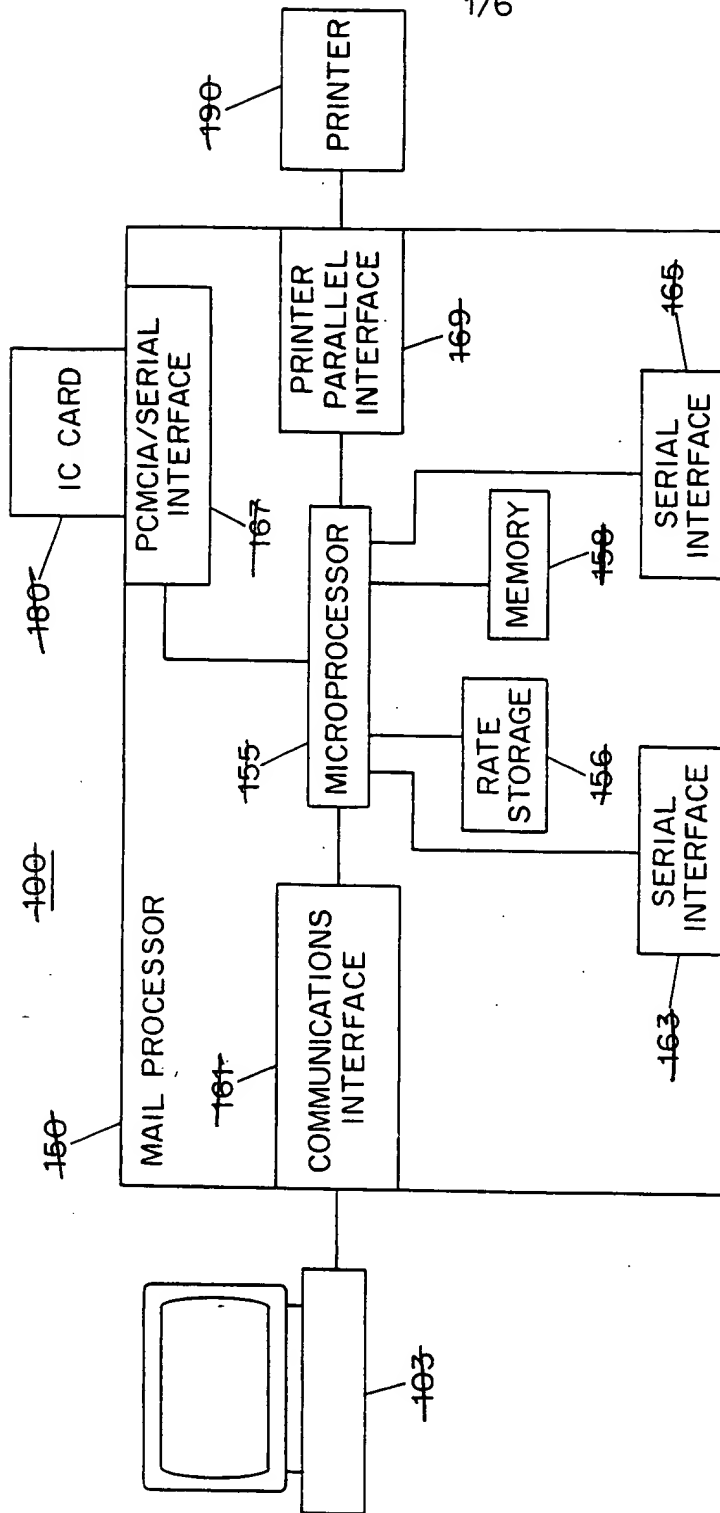 1/6
100
150
MAIL PROCESSOR
180
IC CARD
PCMCIA/SERIAL
INTERFACE
167
190
PRINTER
PRINTER
PARALLEL
INTERFACE
169
161
COMMUNICATIONS
INTERFACE
155
MICROPROCESSOR
103
RATE
STORAGE
156
MEMORY
158
163
SERIAL
INTERFACE
165
SERIAL
INTERFACE